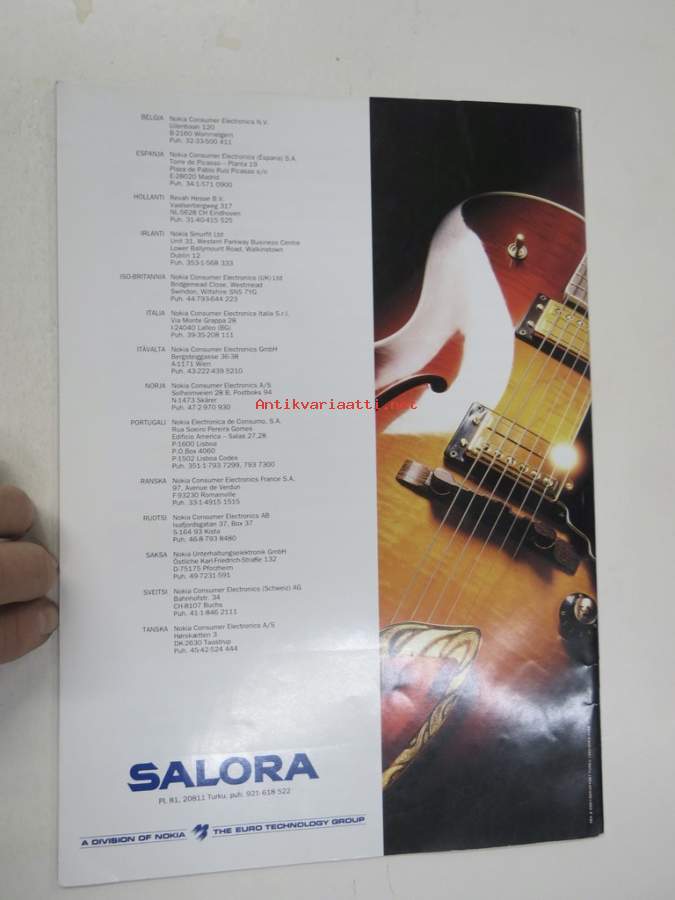 BELGIA Nokia Consumer Electronics N.V.
Uilenbaan 120
B-2160 Wommelgem
Puh. 32-33-500 411
ESPANJA Nokia Consumer Electronica (Espana) S.A.
Torre de Picasso – Planta 19
Plaza de Pablo Ruiz Picasso s/n
E-28020 Madrid
Puh. 34-1-571 0900
HOLLANTI Revah Hesse B.V.
Vaalserbergweg 317
NL-5628 CH Eindhoven
Puh. 31-40-415 525
IRLANTI Nokia Smurfit Ltd
Unit 31, Western Parkway Business Centre
Lower Ballymount Road, Walkinstown
Dublin 12
Puh. 353-1-568 333
ISO-BRITANNIA Nokia Consumer Electronics (UK) Ltd
Bridgemead Close, Westmead
Swindon, Wiltshire SN5 7YG
Puh. 44-793-644 223
ITALIA Nokia Consumer Electronics Italia S.r.l.
Via Monte Grappa 28
I-24040 Lalleo (BG)
Puh. 39-35-208 111
ITÄVALTA Nokia Consumer Electronics GmbH
Bergsteiggasse 36-38
A-1171 Wien
Puh. 43-222-439 5210
NORJA Nokia Consumer Electronics A/S
Solheimveien 28 B, Postboks 94
N-1473 Skårer
Puh. 47-2-970 930
Antikvariaatti.net
PORTUGALI Nokia Electronica de Consumo, S.A.
Rua Soeiro Pereira Gomes
Edificio America – Salas 27,28
P-1600 Lisboa
P.O.Box 4060
P-1502 Lisboa Codex
Puh. 351-1-793 7299, 793 7300
RANSKA Nokia Consumer Electronics France S.A.
97, Avenue de Verdun
F-93230 Romainville
Puh. 33-1-4915 1515
RUOTSI Nokia Consumer Electronics AB
Isafjordsgatan 37, Box 37
S-164 93 Kista
Puh. 46-8-793 8480
SAKSA Nokia Unterhaltungselektronik GmbH
Östliche Karl-Friedrich-Straße 132
D-75175 Pforzheim
Puh. 49-7231-591
SVEITSI Nokia Consumer Electronics (Schweiz) AG
Bahnhofstr. 34
CH-8107 Buchs
Puh. 41-1-846 2111
TANSKA Nokia Consumer Electronics A/S
Hørskætten 3
DK-2630 Taastrup
Puh. 45-42-524 444
SALORA
PL 81, 20811 Turku, puh. 921-618 522
A DIVISION OF NOKIA THE EURO TECHNOLOGY GROUP